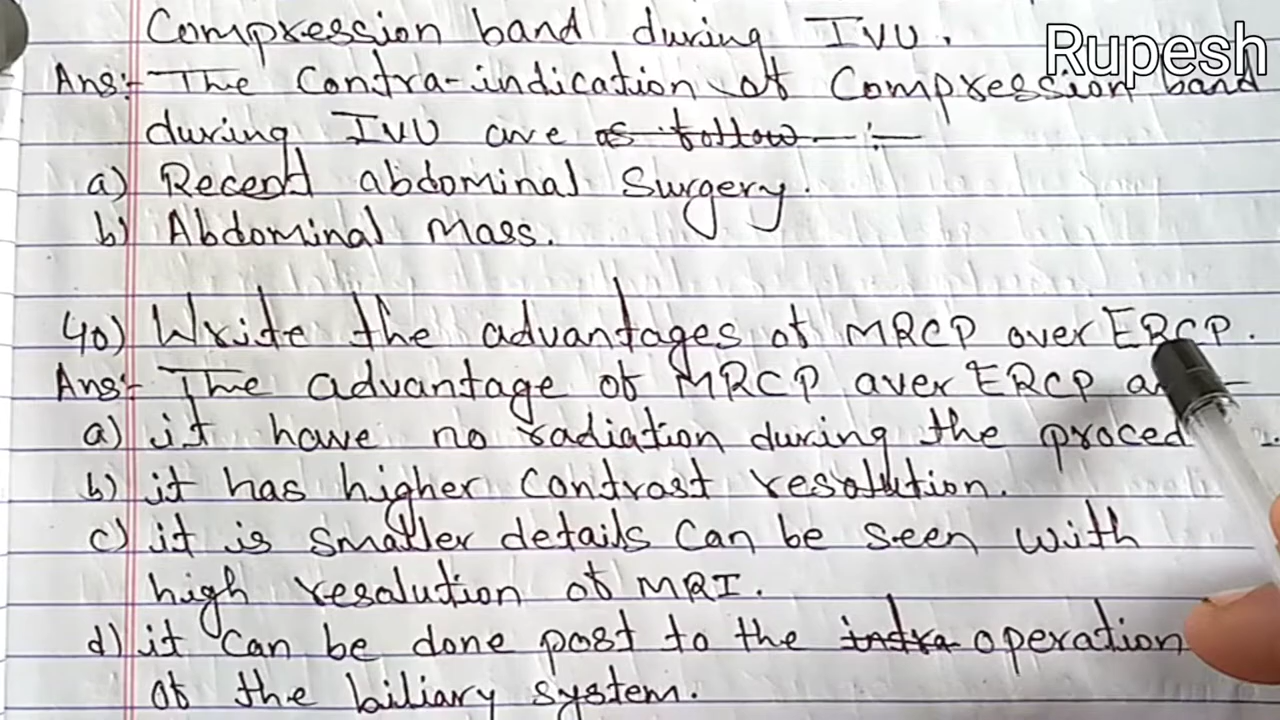 Compression band during IVU.
Rupesh
Ans:- The Contra-indication of Compression band
during IVU are as follow :-
a) Recent abdominal Surgery.
b) Abdominal Mass.
40) Write the advantages of MRCP over ERCP.
Ans:- The advantage of MRCP aver ERCP
a) it have no radiation during the proced
b) it has higher contrast resolution.
c) it is smaller details can be seen with
high resolution of MRI.
d) it can be done post to the intra operation
of the biliary system.